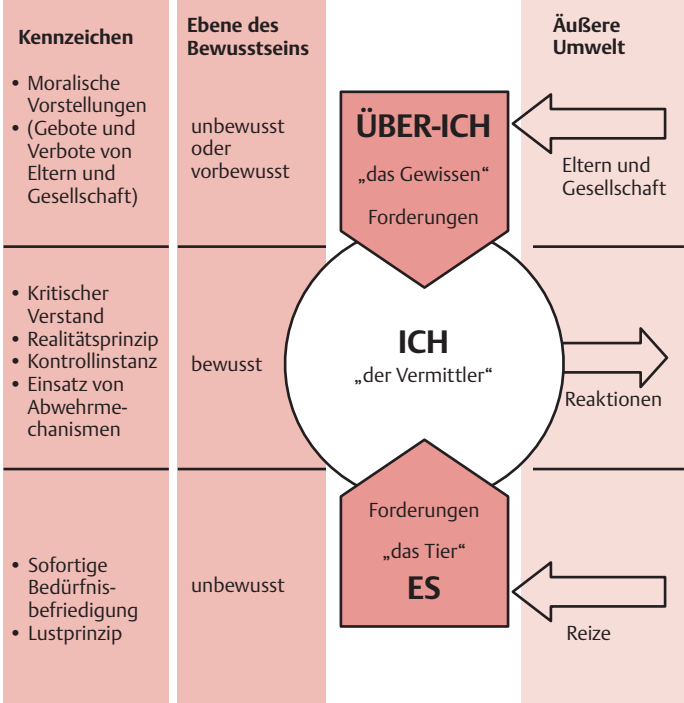 Kennzeichen
Ebene des
Bewusstseins
Äußere
Umwelt
• Moralische
Vorstellungen
• (Gebote und
Verbote von
Eltern und
Gesellschaft)
unbewusst
oder
vorbewusst
ÜBER-ICH
„das Gewissen“
Forderungen
Eltern und
Gesellschaft
• Kritischer
Verstand
• Realitätsprinzip
• Kontrollinstanz
• Einsatz von
Abwehrme-
chanismen
bewusst
ICH
„der Vermittler“
Reaktionen
• Sofortige
Bedürfnis-
befriedigung
• Lustprinzip
unbewusst
Forderungen
„das Tier“
ES
Reize